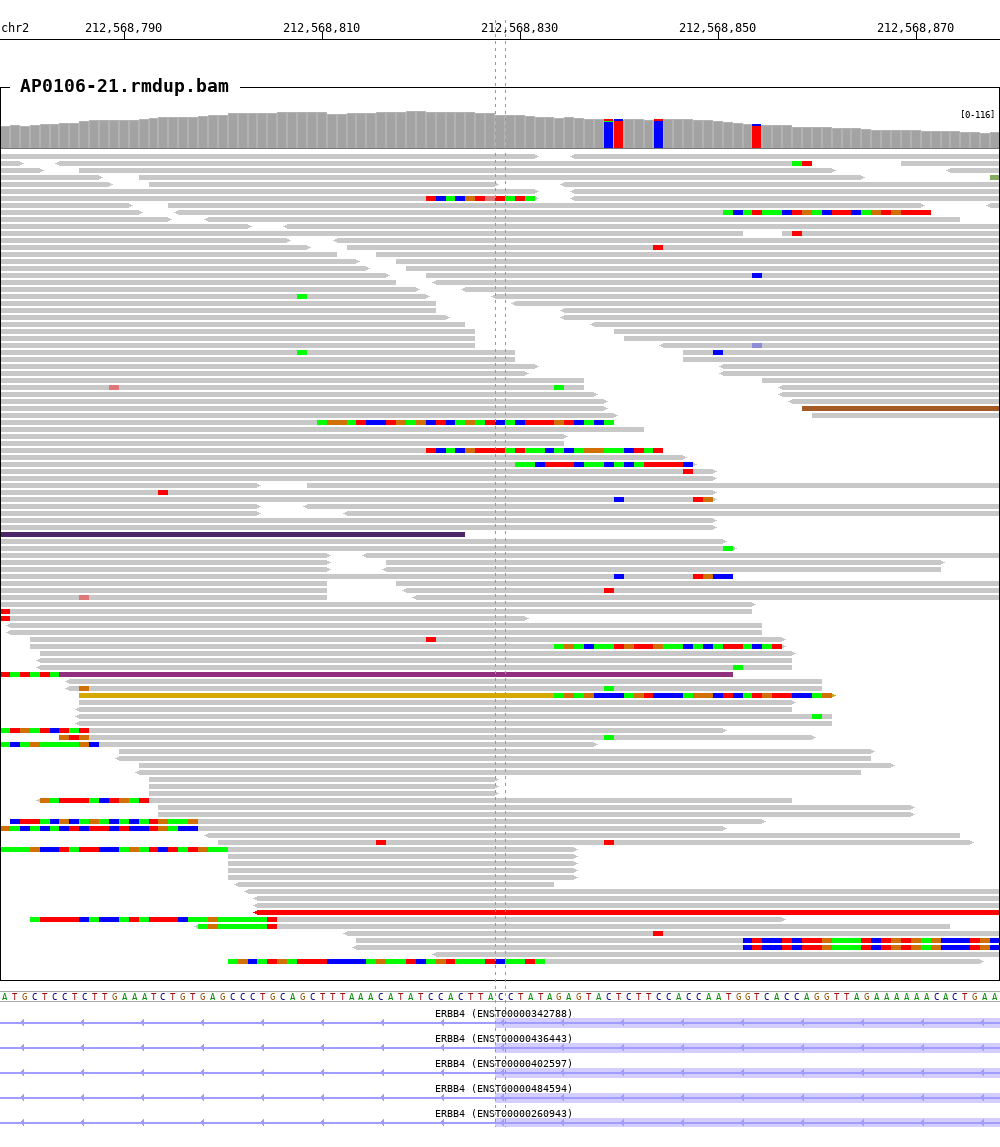 chr2 212,568,790 212,568,810 212,568,830 212,568,850 212,568,870
AP0106-21.rmdup.bam
[0-116]
ATGCTCCTCTTGAAATCTGTGAGCCCTGCAGCTTTAAACATATCCACTTACCTATAGAGTACTCTTCCACCAATGGTCACCAGGTTAGAAAAAACACTGAA
ERBB4 (ENST00000342788)
ERBB4 (ENST00000436443)
ERBB4 (ENST00000402597)
ERBB4 (ENST00000484594)
ERBB4 (ENST00000260943)